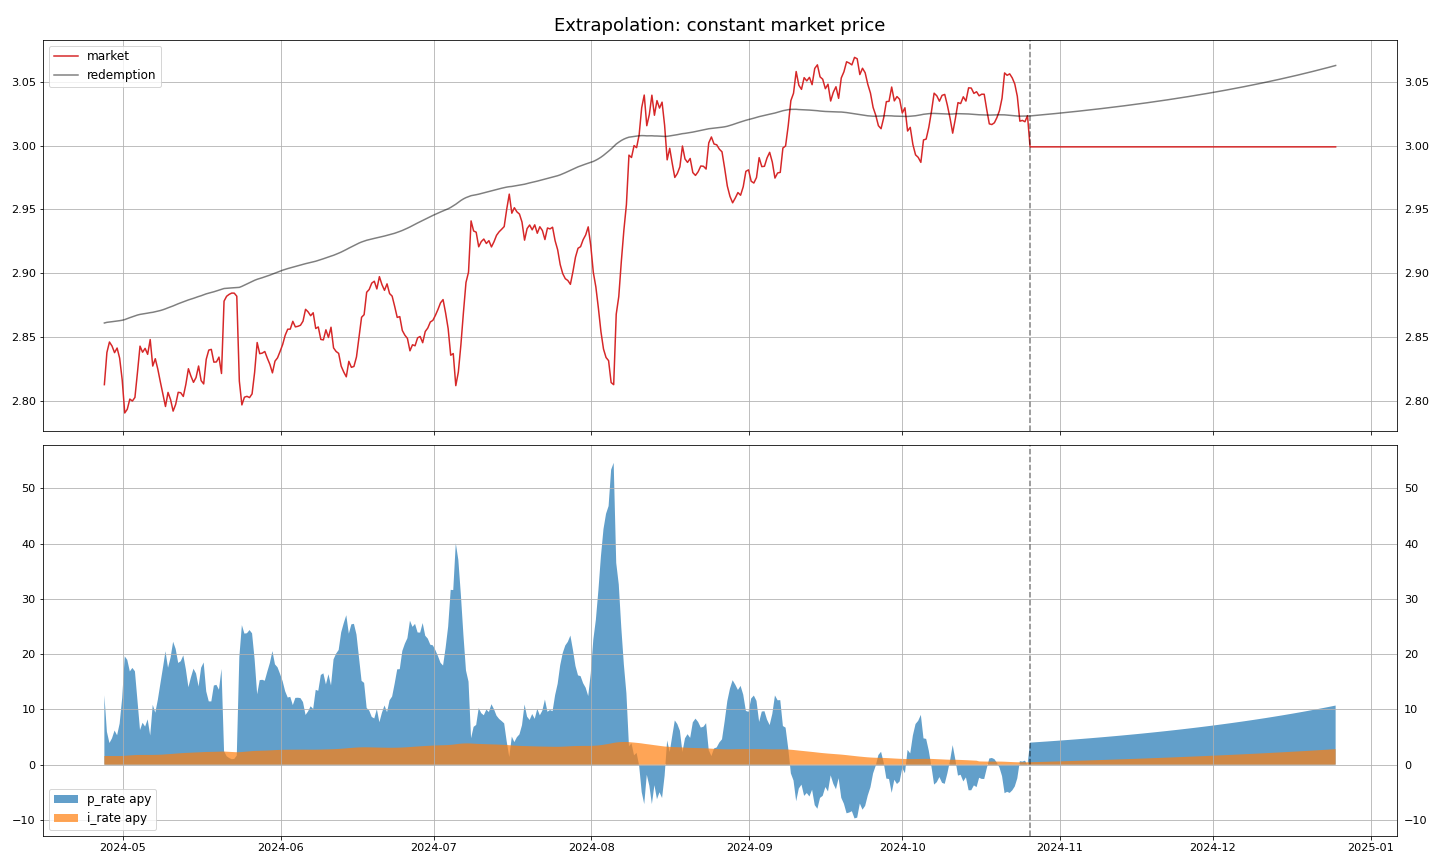 Extrapolation: constant market price
market
redemption
3.05 3.05
3.00 3.00
2.95 2.95
2.90 2.90
2.85 2.85
2.80 2.80
50 50
40 40
30 30
20 20
10 10
0 0
−10 −10
p_rate apy
i_rate apy
2024-05 2024-06 2024-07 2024-08 2024-09 2024-10 2024-11 2024-12 2025-01